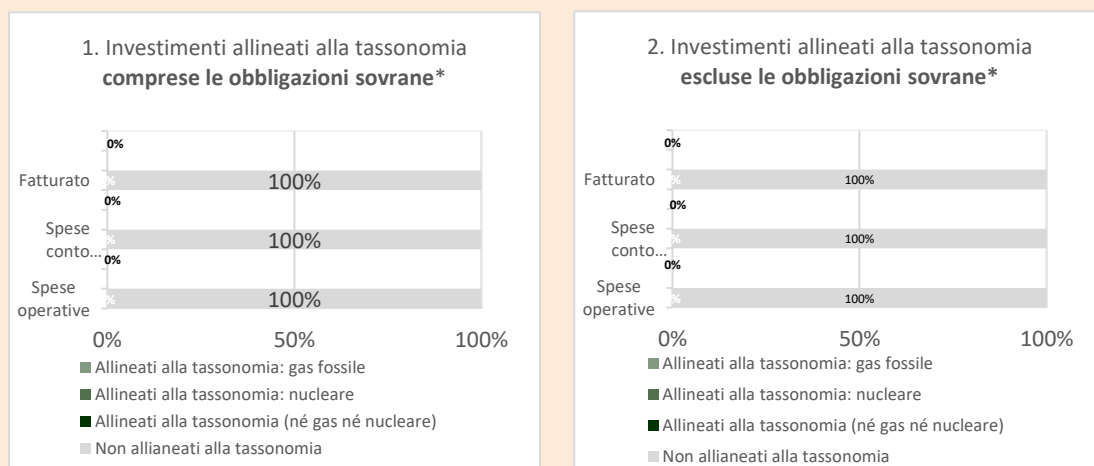 1. Investimenti allineati alla tassonomia
comprese le obbligazioni sovrane*
0%
Fatturato
%
100%
0%
Spese
conto...
%
100%
0%
Spese
operative
%
100%
0%
50%
100%
Allineati alla tassonomia: gas fossile
Allineati alla tassonomia: nucleare
Allineati alla tassonomia (né gas né nucleare)
Non allianeati alla tassonomia
2. Investimenti allineati alla tassonomia
escluse le obbligazioni sovrane*
0%
Fatturato
%
100%
0%
Spese
conto...
%
100%
0%
Spese
operative
%
100%
0%
50%
100%
Allineati alla tassonomia: gas fossile
Allineati alla tassonomia: nucleare
Allineati alla tassonomia (né gas né nucleare)
Non allianeati alla tassonomia